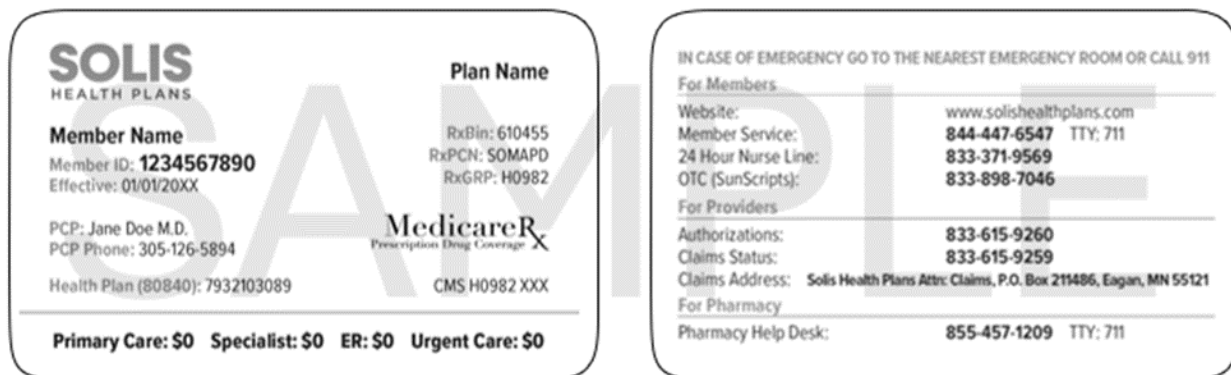 SOLIS
HEALTH PLANS
Plan Name
Member Name
Member ID: 1234567890
Effective: 01/01/20XX
RxBin: 610455
RxPCN: SOMAPD
RxGRP: H0982
PCP: Jane Doe M.D.
PCP Phone: 305-126-5894
MedicareRx
Prescription Drug Coverage
Health Plan (80840): 7932103089
CMS H0982 XXX
Primary Care: $0 Specialist: $0 ER: $0 Urgent Care: $0
IN CASE OF EMERGENCY GO TO THE NEAREST EMERGENCY ROOM OR CALL 911
For Members
Website: www.solishealthplans.com
Member Service: 844-447-6547 TTY: 711
24 Hour Nurse Line: 833-371-9569
OTC (SunScripts): 833-898-7046
For Providers
Authorizations: 833-615-9260
Claims Status: 833-615-9259
Claims Address: Solis Health Plans Attn: Claims, P.O. Box 211486, Eagan, MN 55121
For Pharmacy
Pharmacy Help Desk: 855-457-1209 TTY: 711
SAMPLE